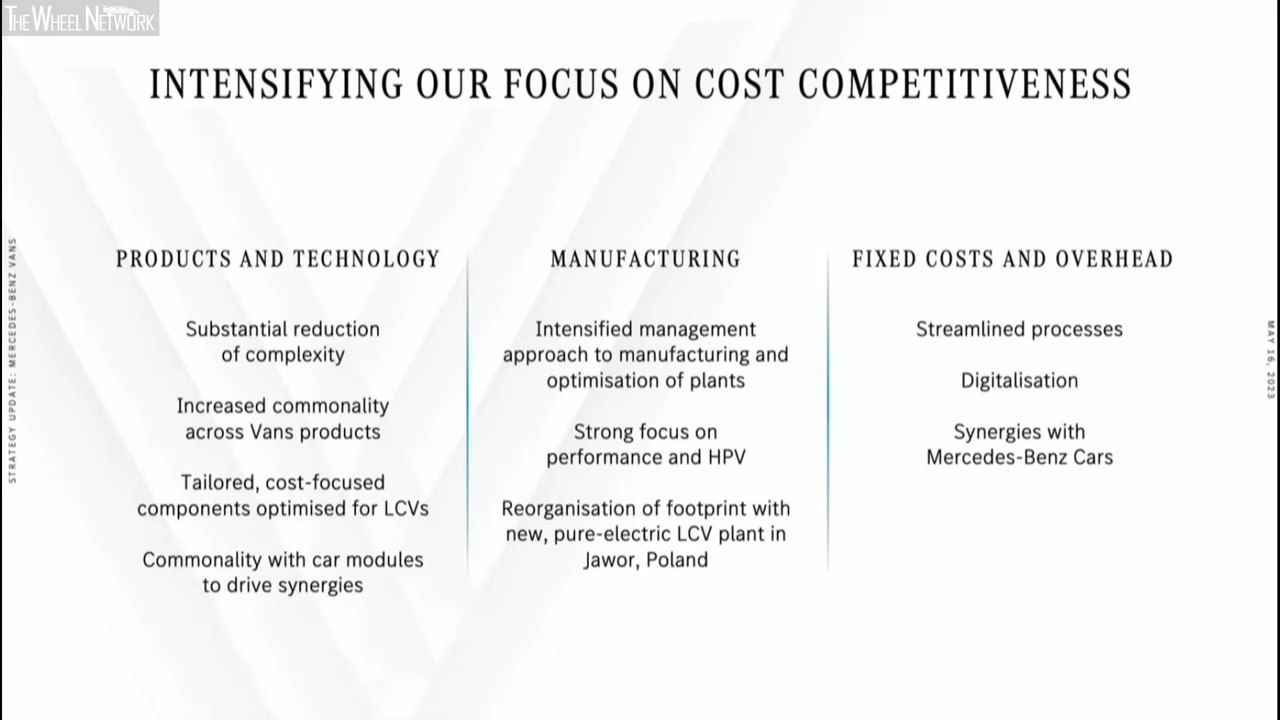 THE WHEEL NETWORK
INTENSIFYING OUR FOCUS ON COST COMPETITIVENESS
STRATEGY UPDATE: MERCEDES-BENZ VANS
PRODUCTS AND TECHNOLOGY
Substantial reduction
of complexity
Increased commonality
across Vans products
Tailored, cost-focused
components optimised for LCVs
Commonality with car modules
to drive synergies
MANUFACTURING
Intensified management
approach to manufacturing and
optimisation of plants
Strong focus on
performance and HPV
Reorganisation of footprint with
new, pure-electric LCV plant in
Jawor, Poland
FIXED COSTS AND OVERHEAD
Streamlined processes
Digitalisation
Synergies with
Mercedes-Benz Cars
MAY 16, 2023